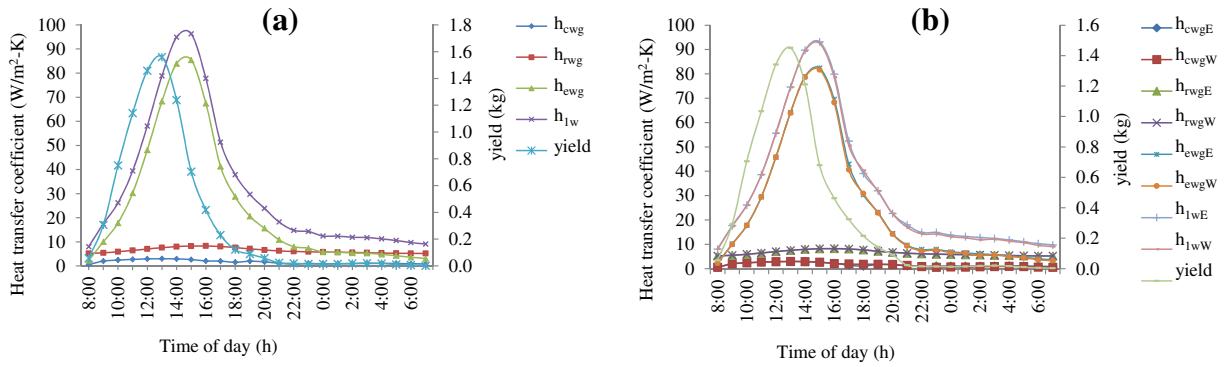 (a)
Heat transfer coefficient (W/m²-K)
100
90
80
70
60
50
40
30
20
10
0
8:00
10:00
12:00
14:00
16:00
18:00
20:00
22:00
0:00
2:00
4:00
6:00
Time of day (h)
1.8
1.6
1.4
1.2
1.0
0.8
0.6
0.4
0.2
0.0
yield (kg)
hcwg
hrwg
hewg
h1w
yield
(b)
Heat transfer coefficient (W/m²-K)
100
90
80
70
60
50
40
30
20
10
0
8:00
10:00
12:00
14:00
16:00
18:00
20:00
22:00
0:00
2:00
4:00
6:00
Time of day (h)
1.6
1.4
1.2
1.0
0.8
0.6
0.4
0.2
0.0
yield (kg)
hcwgE
hcwgW
hrwgE
hrwgW
hewgE
hewgW
h1wE
h1wW
yield